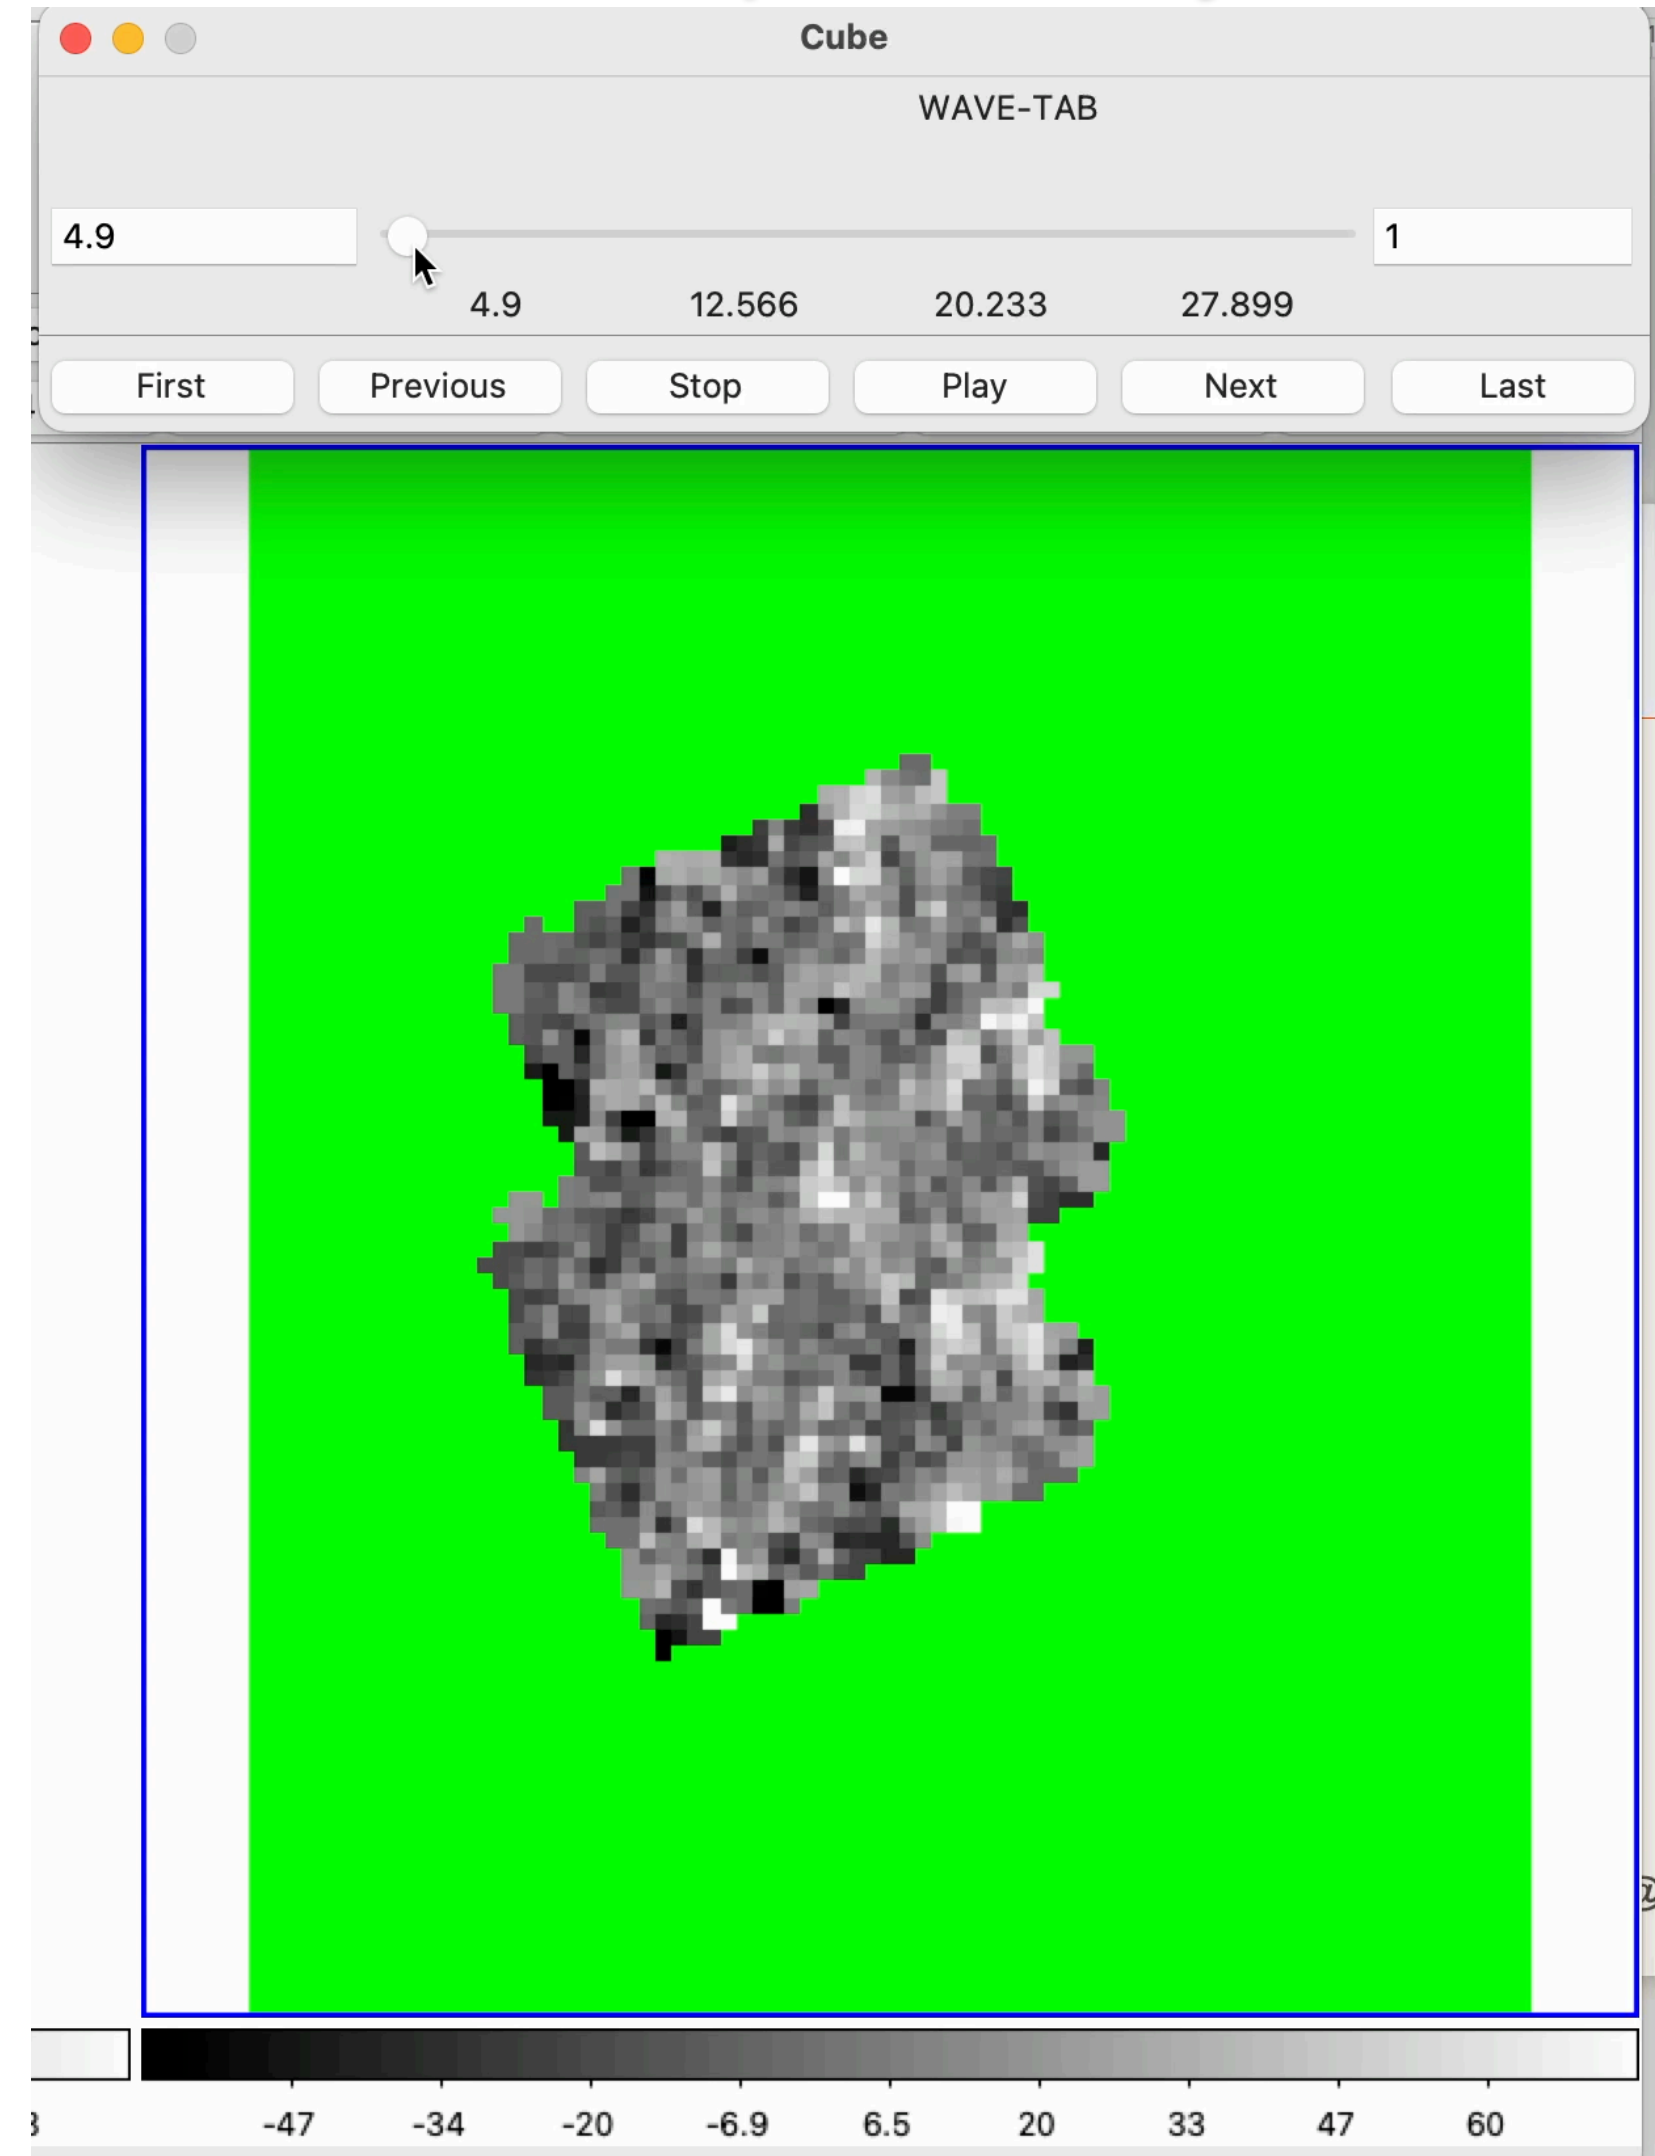 Cube
WAVE-TAB
4.9 1
4.9 12.566 20.233 27.899
First Previous Stop Play Next Last
@
-47 -34 -20 -6.9 6.5 20 33 47 60